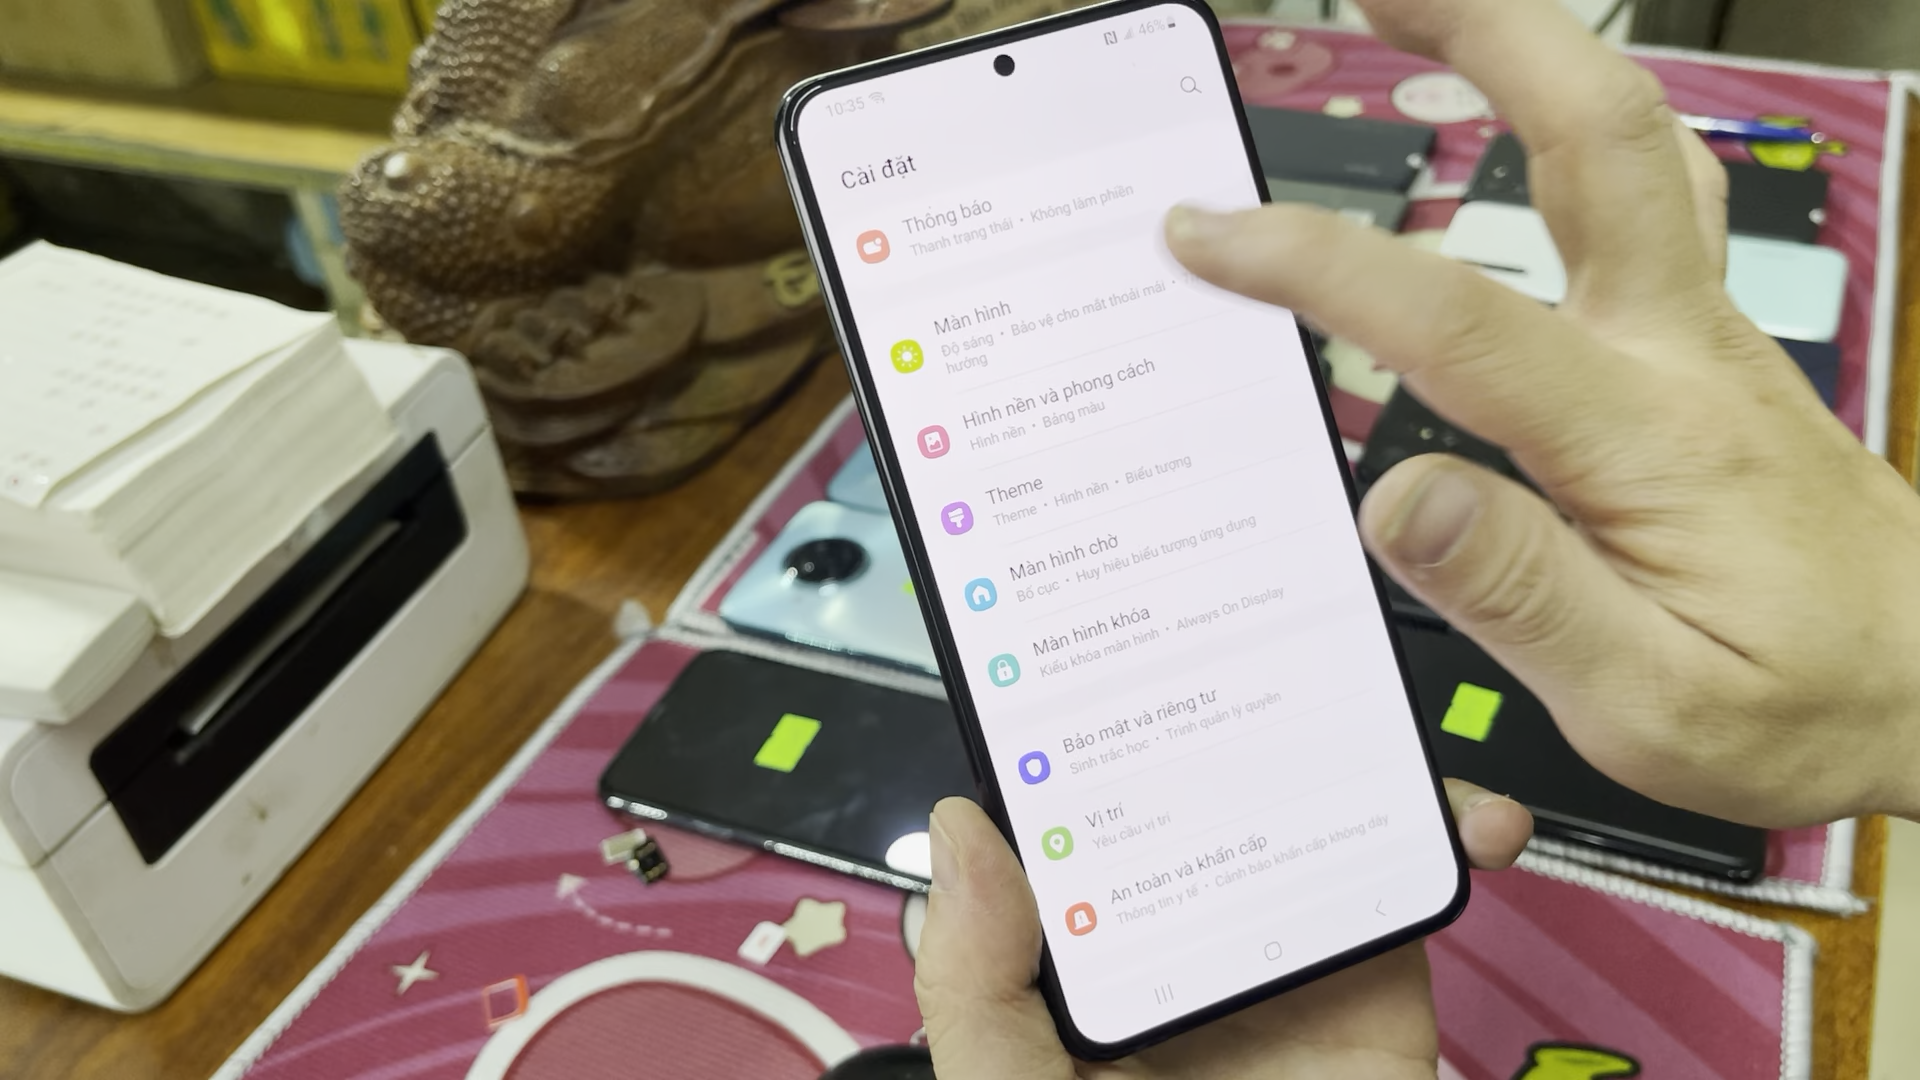 10:35
46%
Cài đặt
Thông báo
Thanh trạng thái • Không làm phiền
Màn hình
Độ sáng • Bảo vệ cho mắt thoải mái •
hướng
Hình nền và phong cách
Hình nền • Bảng màu
Theme
Theme • Hình nền • Biểu tượng
Màn hình chờ
Bố cục • Huy hiệu biểu tượng ứng dụng
Màn hình khóa
Kiểu khóa màn hình • Always On Display
Bảo mật và riêng tư
Sinh trắc học • Trình quản lý quyền
Vị trí
Yêu cầu vị trí
An toàn và khẩn cấp
Thông tin y tế • Cảnh báo khẩn cấp không dây